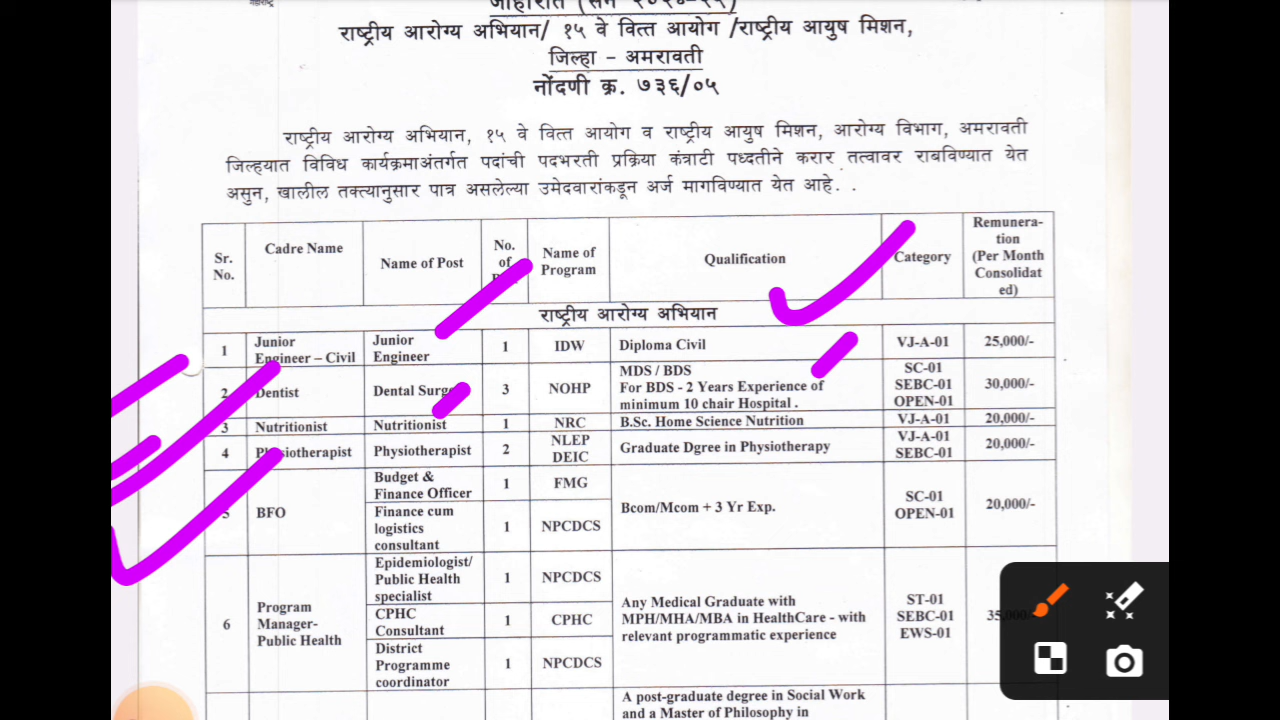 जाहीरात (सन २०२४-२५)
राष्ट्रीय आरोग्य अभियान/ १५ वे वित्त आयोग /राष्ट्रीय आयुष मिशन,
जिल्हा - अमरावती
नोंदणी क्र. ७३६/०५
राष्ट्रीय आरोग्य अभियान, १५ वे वित्त आयोग व राष्ट्रीय आयुष मिशन, आरोग्य विभाग, अमरावती
जिल्हयात विविध कार्यक्रमाअंतर्गत पदांची पदभरती प्रक्रिया कंत्राटी पध्दतीने करार तत्वावर राबविण्यात येत
असुन, खालील तक्त्यानुसार पात्र असलेल्या उमेदवारांकडून अर्ज मागविण्यात येत आहे. .
Sr. No. Cadre Name Name of Post No. of Name of Program Qualification Category Remunera-tion (Per Month Consolidated)
राष्ट्रीय आरोग्य अभियान
1 Junior Engineer – Civil Junior Engineer 1 IDW Diploma Civil VJ-A-01 25,000/-
2 Dentist Dental 3 NOHP MDS / BDS
For BDS - 2 Years Experience of
minimum 10 chair Hospital .
SC-01
SEBC-01
OPEN-01
30,000/-
3 Nutritionist Nutritionist 1 NRC B.Sc. Home Science Nutrition VJ-A-01 20,000/-
4 Physiotherapist Physiotherapist 2 NLEP DEIC Graduate Dgree in Physiotherapy VJ-A-01 SEBC-01 20,000/-
5 BFO Budget & Finance Officer 1 FMG Bcom/Mcom + 3 Yr Exp. SC-01 OPEN-01 20,000/-
Finance cum logistics consultant 1 NPCDCS
6 Program Manager- Public Health
Epidemiologist/ Public Health specialist 1 NPCDCS
CPHC Consultant 1 CPHC
District Programme coordinator 1 NPCDCS
Any Medical Graduate with
MPH/MHA/MBA in HealthCare - with
relevant programmatic experience
ST-01
SEBC-01
EWS-01
A post-graduate degree in Social Work
and a Master of Philosophy in